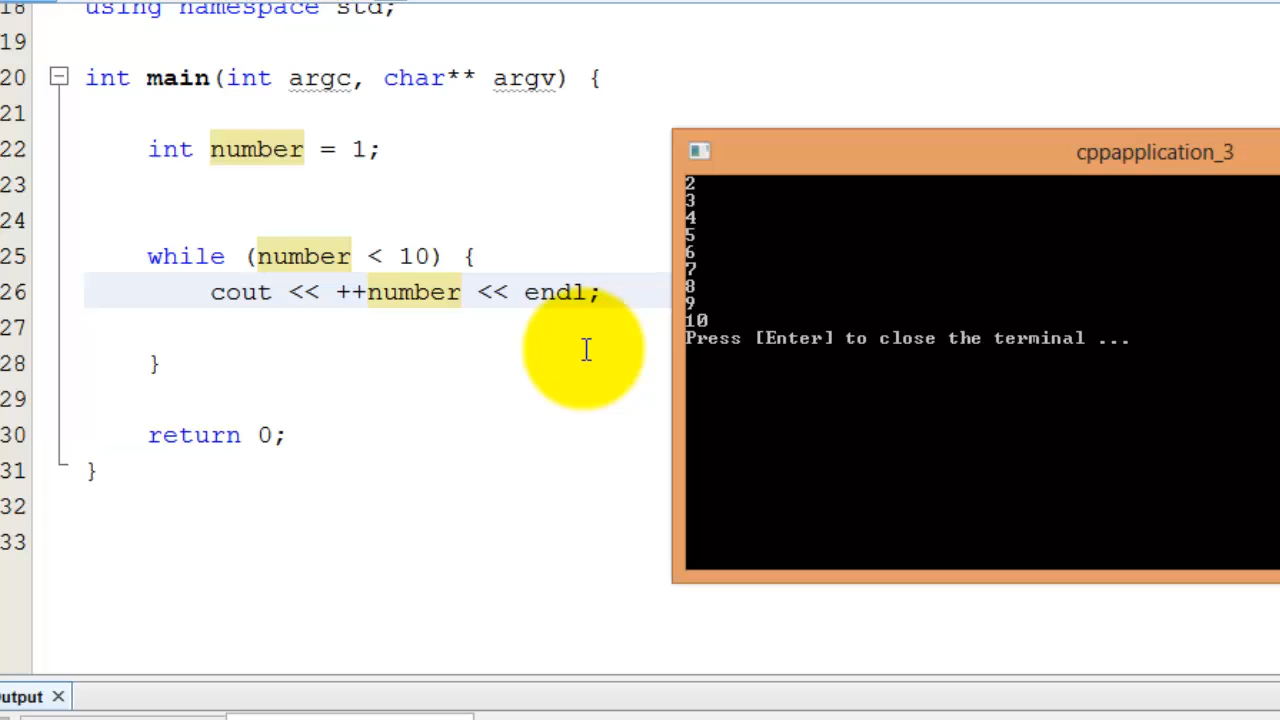 18 using namespace std;
19
20 int main(int argc, char** argv) {
21
22 int number = 1;
23
24
25 while (number < 10) {
26 cout << ++number << endl;
27
28 }
29
30 return 0;
31 }
32
33
cppapplication_3
2
3
4
5
6
7
8
9
10
Press [Enter] to close the terminal ...
utput